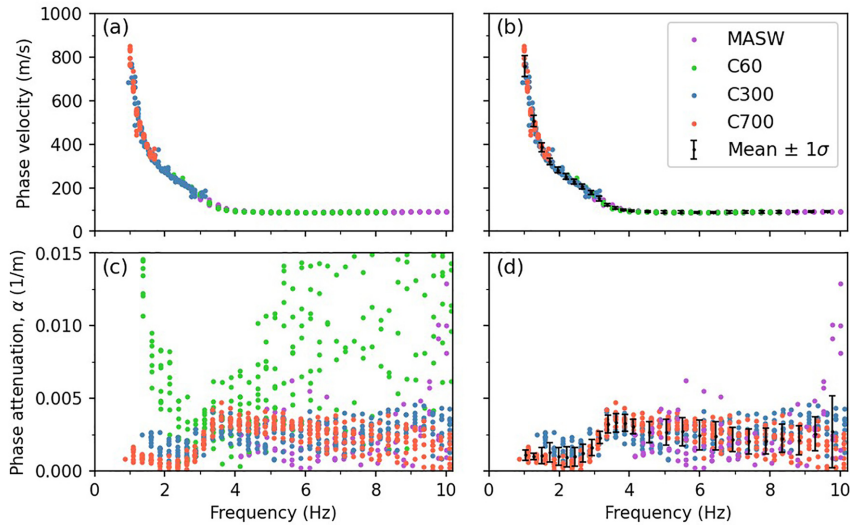 (a)
Phase velocity (m/s)
1000
800
600
400
200
0
(b)
MASW
C60
C300
C700
Mean ± 1σ
(c)
Phase attenuation, α (1/m)
0.015
0.010
0.005
0.000
0 2 4 6 8 10
Frequency (Hz)
(d)
0 2 4 6 8 10
Frequency (Hz)